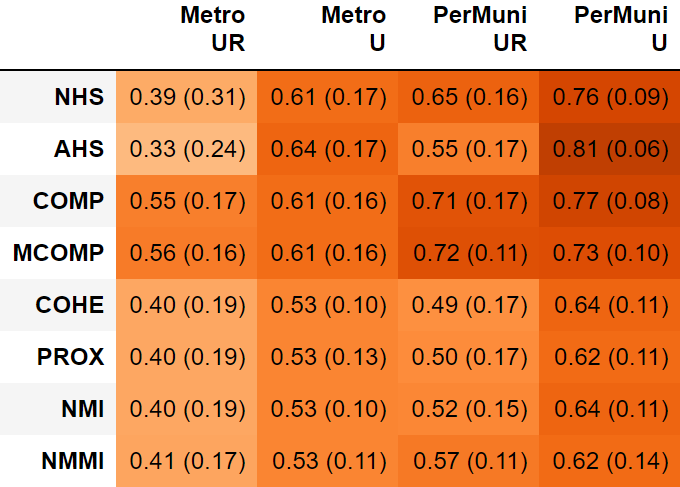 Metro Metro PerMuni PerMuni
UR U UR U
NHS 0.39 (0.31) 0.61 (0.17) 0.65 (0.16) 0.76 (0.09)
AHS 0.33 (0.24) 0.64 (0.17) 0.55 (0.17) 0.81 (0.06)
COMP 0.55 (0.17) 0.61 (0.16) 0.71 (0.17) 0.77 (0.08)
MCOMP 0.56 (0.16) 0.61 (0.16) 0.72 (0.11) 0.73 (0.10)
COHE 0.40 (0.19) 0.53 (0.10) 0.49 (0.17) 0.64 (0.11)
PROX 0.40 (0.19) 0.53 (0.13) 0.50 (0.17) 0.62 (0.11)
NMI 0.40 (0.19) 0.53 (0.10) 0.52 (0.15) 0.64 (0.11)
NMMI 0.41 (0.17) 0.53 (0.11) 0.57 (0.11) 0.62 (0.14)